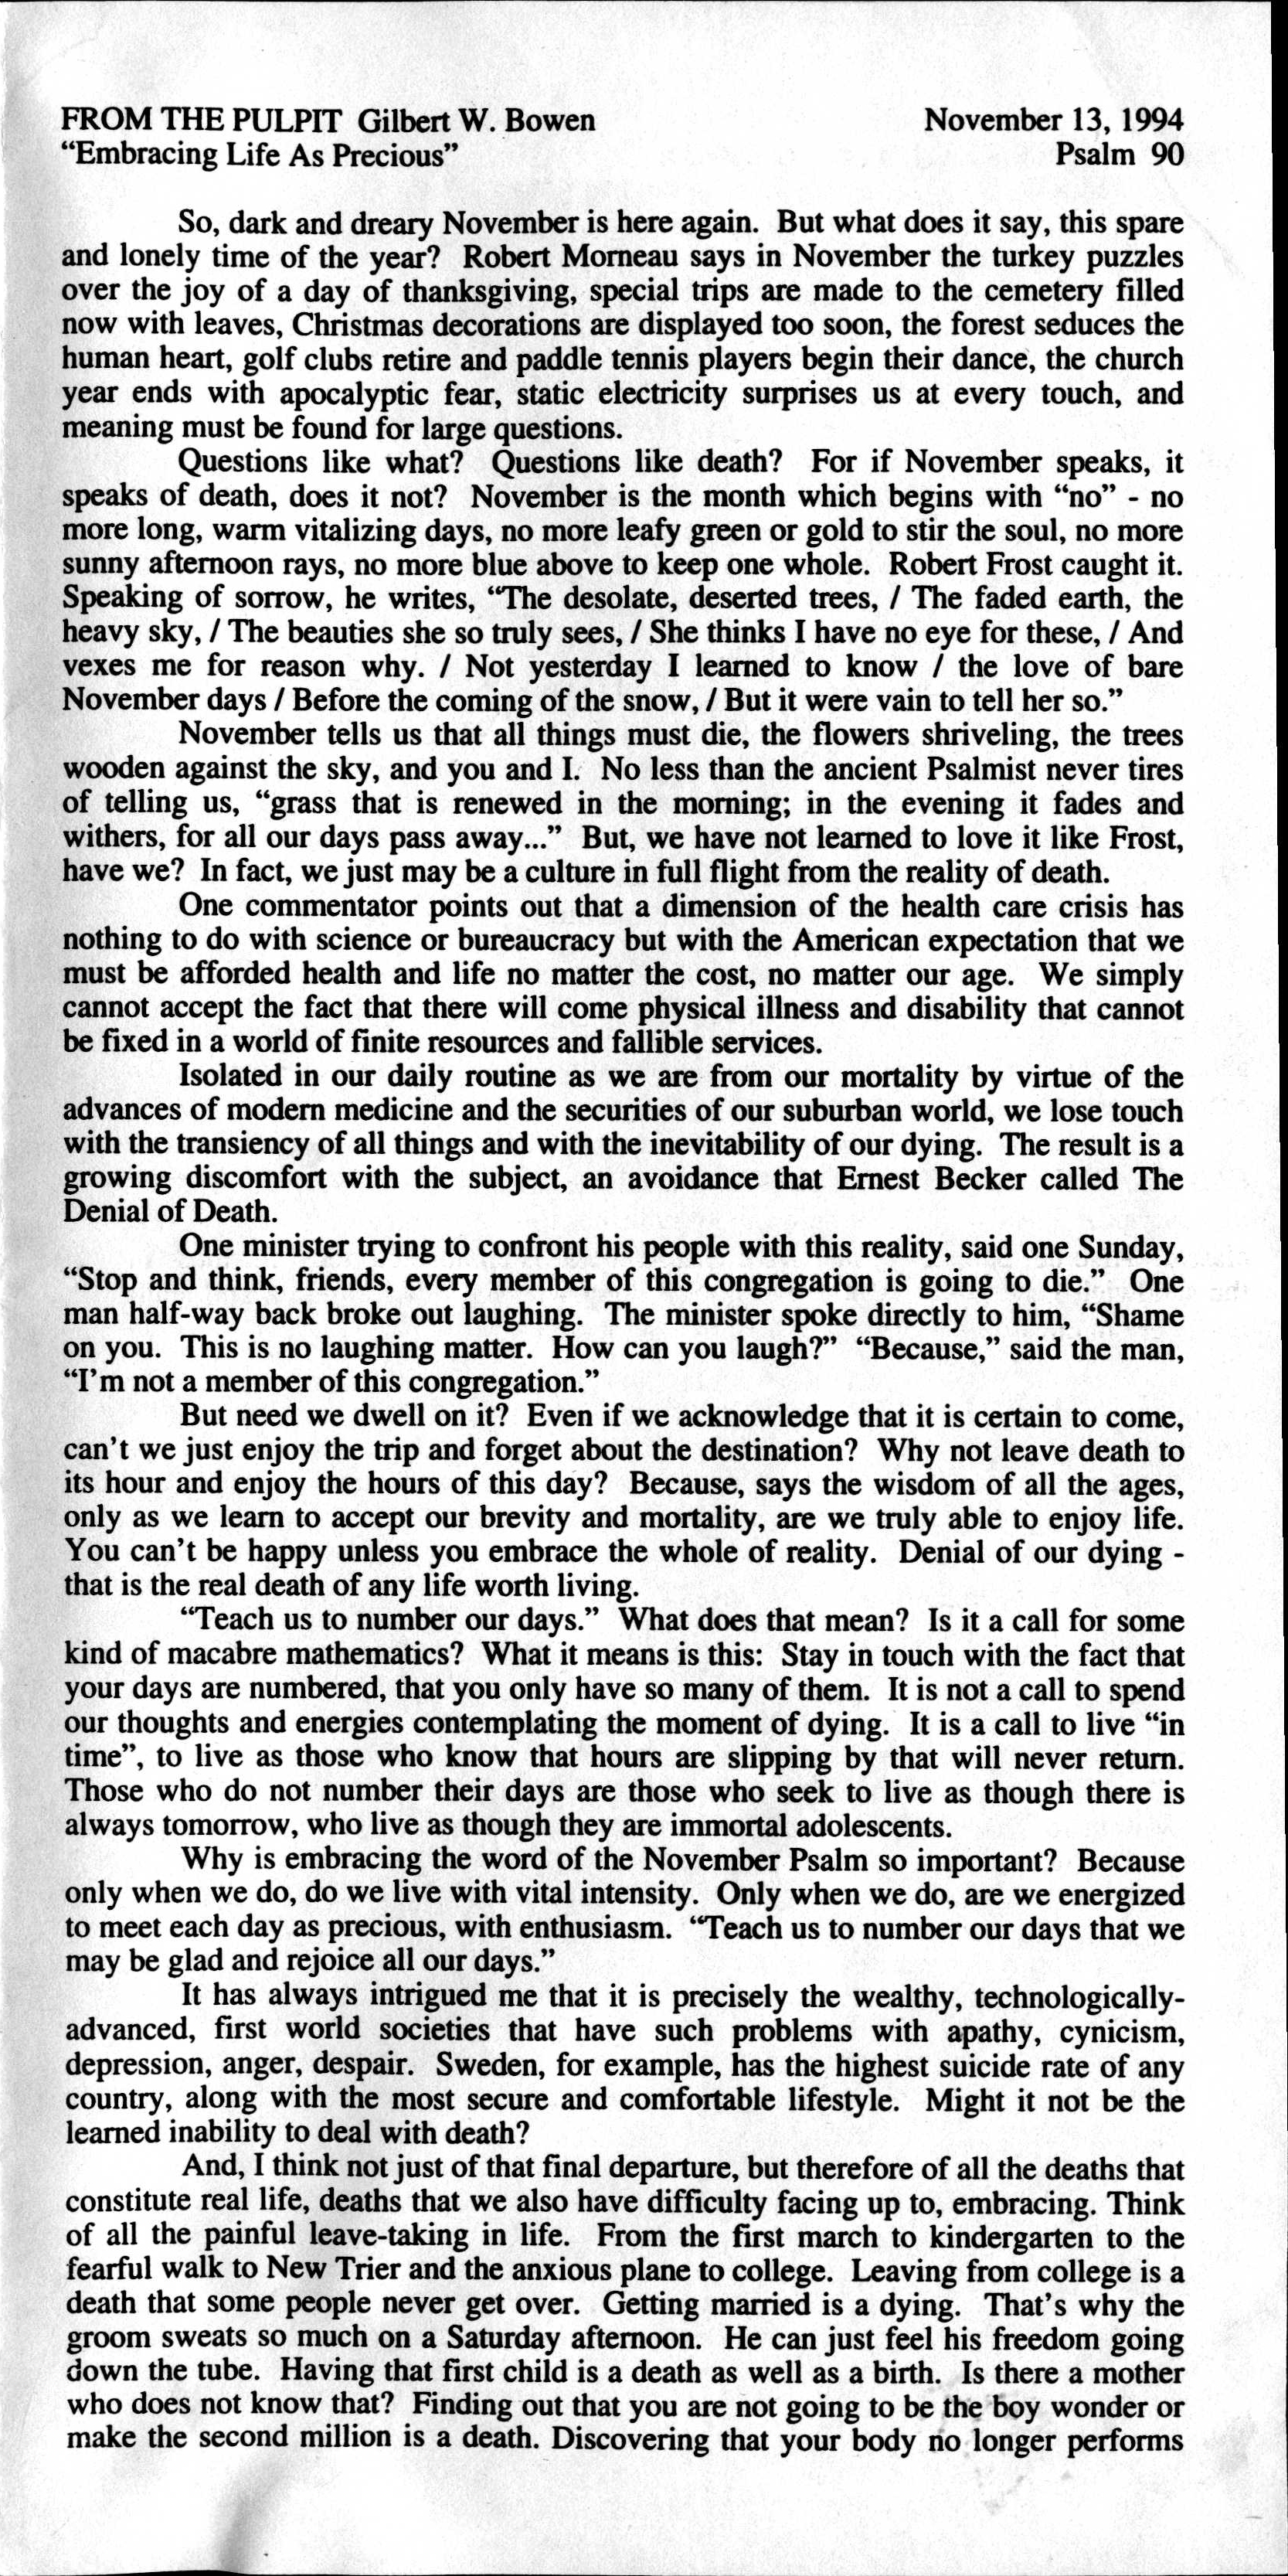 FROM THE PULPIT Gilbert W. Bowen November 13, 1994
“Embracing Life As Precious” Psalm 90
So, dark and dreary November is here again. But what does it say, this spare
and lonely time of the year? Robert Morneau says in November the turkey puzzles
over the joy of a day of thanksgiving, special trips are made to the cemetery filled
now with leaves, Christmas decorations are displayed too soon, the forest seduces the
human heart, golf clubs retire and paddle tennis players begin their dance, the church
year ends with apocalyptic fear, static electricity surprises us at every touch, and
meaning must be found for large questions.
Questions like what? Questions like death? For if November speaks, it
speaks of death, does it not? November is the month which begins with “no” - no
more long, warm vitalizing days, no more leafy green or gold to stir the soul, no more
sunny afternoon rays, no more blue above to keep one whole. Robert Frost caught it.
Speaking of sorrow, he writes, “The desolate, deserted trees, / The faded earth, the
heavy sky, / The beauties she so truly sees, / She thinks I have no eye for these, / And
vexes me for reason why. / Not yesterday I learned to know / the love of bare
November days / Before the coming of the snow, / But it were vain to tell her so.”
November tells us that all things must die, the flowers shriveling, the trees
wooden against the sky, and you and I. No less than the ancient Psalmist never tires
of telling us, “grass that is renewed in the morning; in the evening it fades and
withers, for all our days pass away...” But, we have not learned to love it like Frost,
have we? In fact, we just may be a culture in full flight from the reality of death.
One commentator points out that a dimension of the health care crisis has
nothing to do with science or bureaucracy but with the American expectation that we
must be afforded health and life no matter the cost, no matter our age. We simply
cannot accept the fact that there will come physical illness and disability that cannot
be fixed in a world of finite resources and fallible services.
Isolated in our daily routine as we are from our mortality by virtue of the
advances of modern medicine and the securities of our suburban world, we lose touch
with the transiency of all things and with the inevitability of our dying. The result is a
growing discomfort with the subject, an avoidance that Ernest Becker called The
Denial of Death.
One minister trying to confront his people with this reality, said one Sunday,
“Stop and think, friends, every member of this congregation is going to die.” One
man half-way back broke out laughing. The minister spoke directly to him, “Shame
on you. This is no laughing matter. How can you laugh?” “Because,” said the man,
“I'm not a member of this congregation.”
But need we dwell on it? Even if we acknowledge that it is certain to come,
can't we just enjoy the trip and forget about the destination? Why not leave death to
its hour and enjoy the hours of this day? Because, says the wisdom of all the ages,
only as we learn to accept our brevity and mortality, are we truly able to enjoy life.
You can't be happy unless you embrace the whole of reality. Denial of our dying -
that is the real death of any life worth living.
“Teach us to number our days.” What does that mean? Is it a call for some
kind of macabre mathematics? What it means is this: Stay in touch with the fact that
your days are numbered, that you only have so many of them. It is not a call to spend
our thoughts and energies contemplating the moment of dying. It is a call to live “in
time”, to live as those who know that hours are slipping by that will never return.
Those who do not number their days are those who seek to live as though there is
always tomorrow, who live as though they are immortal adolescents.
Why is embracing the word of the November Psalm so important? Because
only when we do, do we live with vital intensity. Only when we do, are we energized
to meet each day as precious, with enthusiasm. “Teach us to number our days that we
may be glad and rejoice all our days.”
It has always intrigued me that it is precisely the wealthy, technologically-
advanced, first world societies that have such problems with apathy, cynicism,
depression, anger, despair. Sweden, for example, has the highest suicide rate of any
country, along with the most secure and comfortable lifestyle. Might it not be the
learned inability to deal with death?
And, I think not just of that final departure, but therefore of all the deaths that
constitute real life, deaths that we also have difficulty facing up to, embracing. Think
of all the painful leave-taking in life. From the first march to kindergarten to the
fearful walk to New Trier and the anxious plane to college. Leaving from college is a
death that some people never get over. Getting married is a dying. That's why the
groom sweats so much on a Saturday afternoon. He can just feel his freedom going
down the tube. Having that first child is a death as well as a birth. Is there a mother
who does not know that? Finding out that you are not going to be the boy wonder or
make the second million is a death. Discovering that your body no longer performs